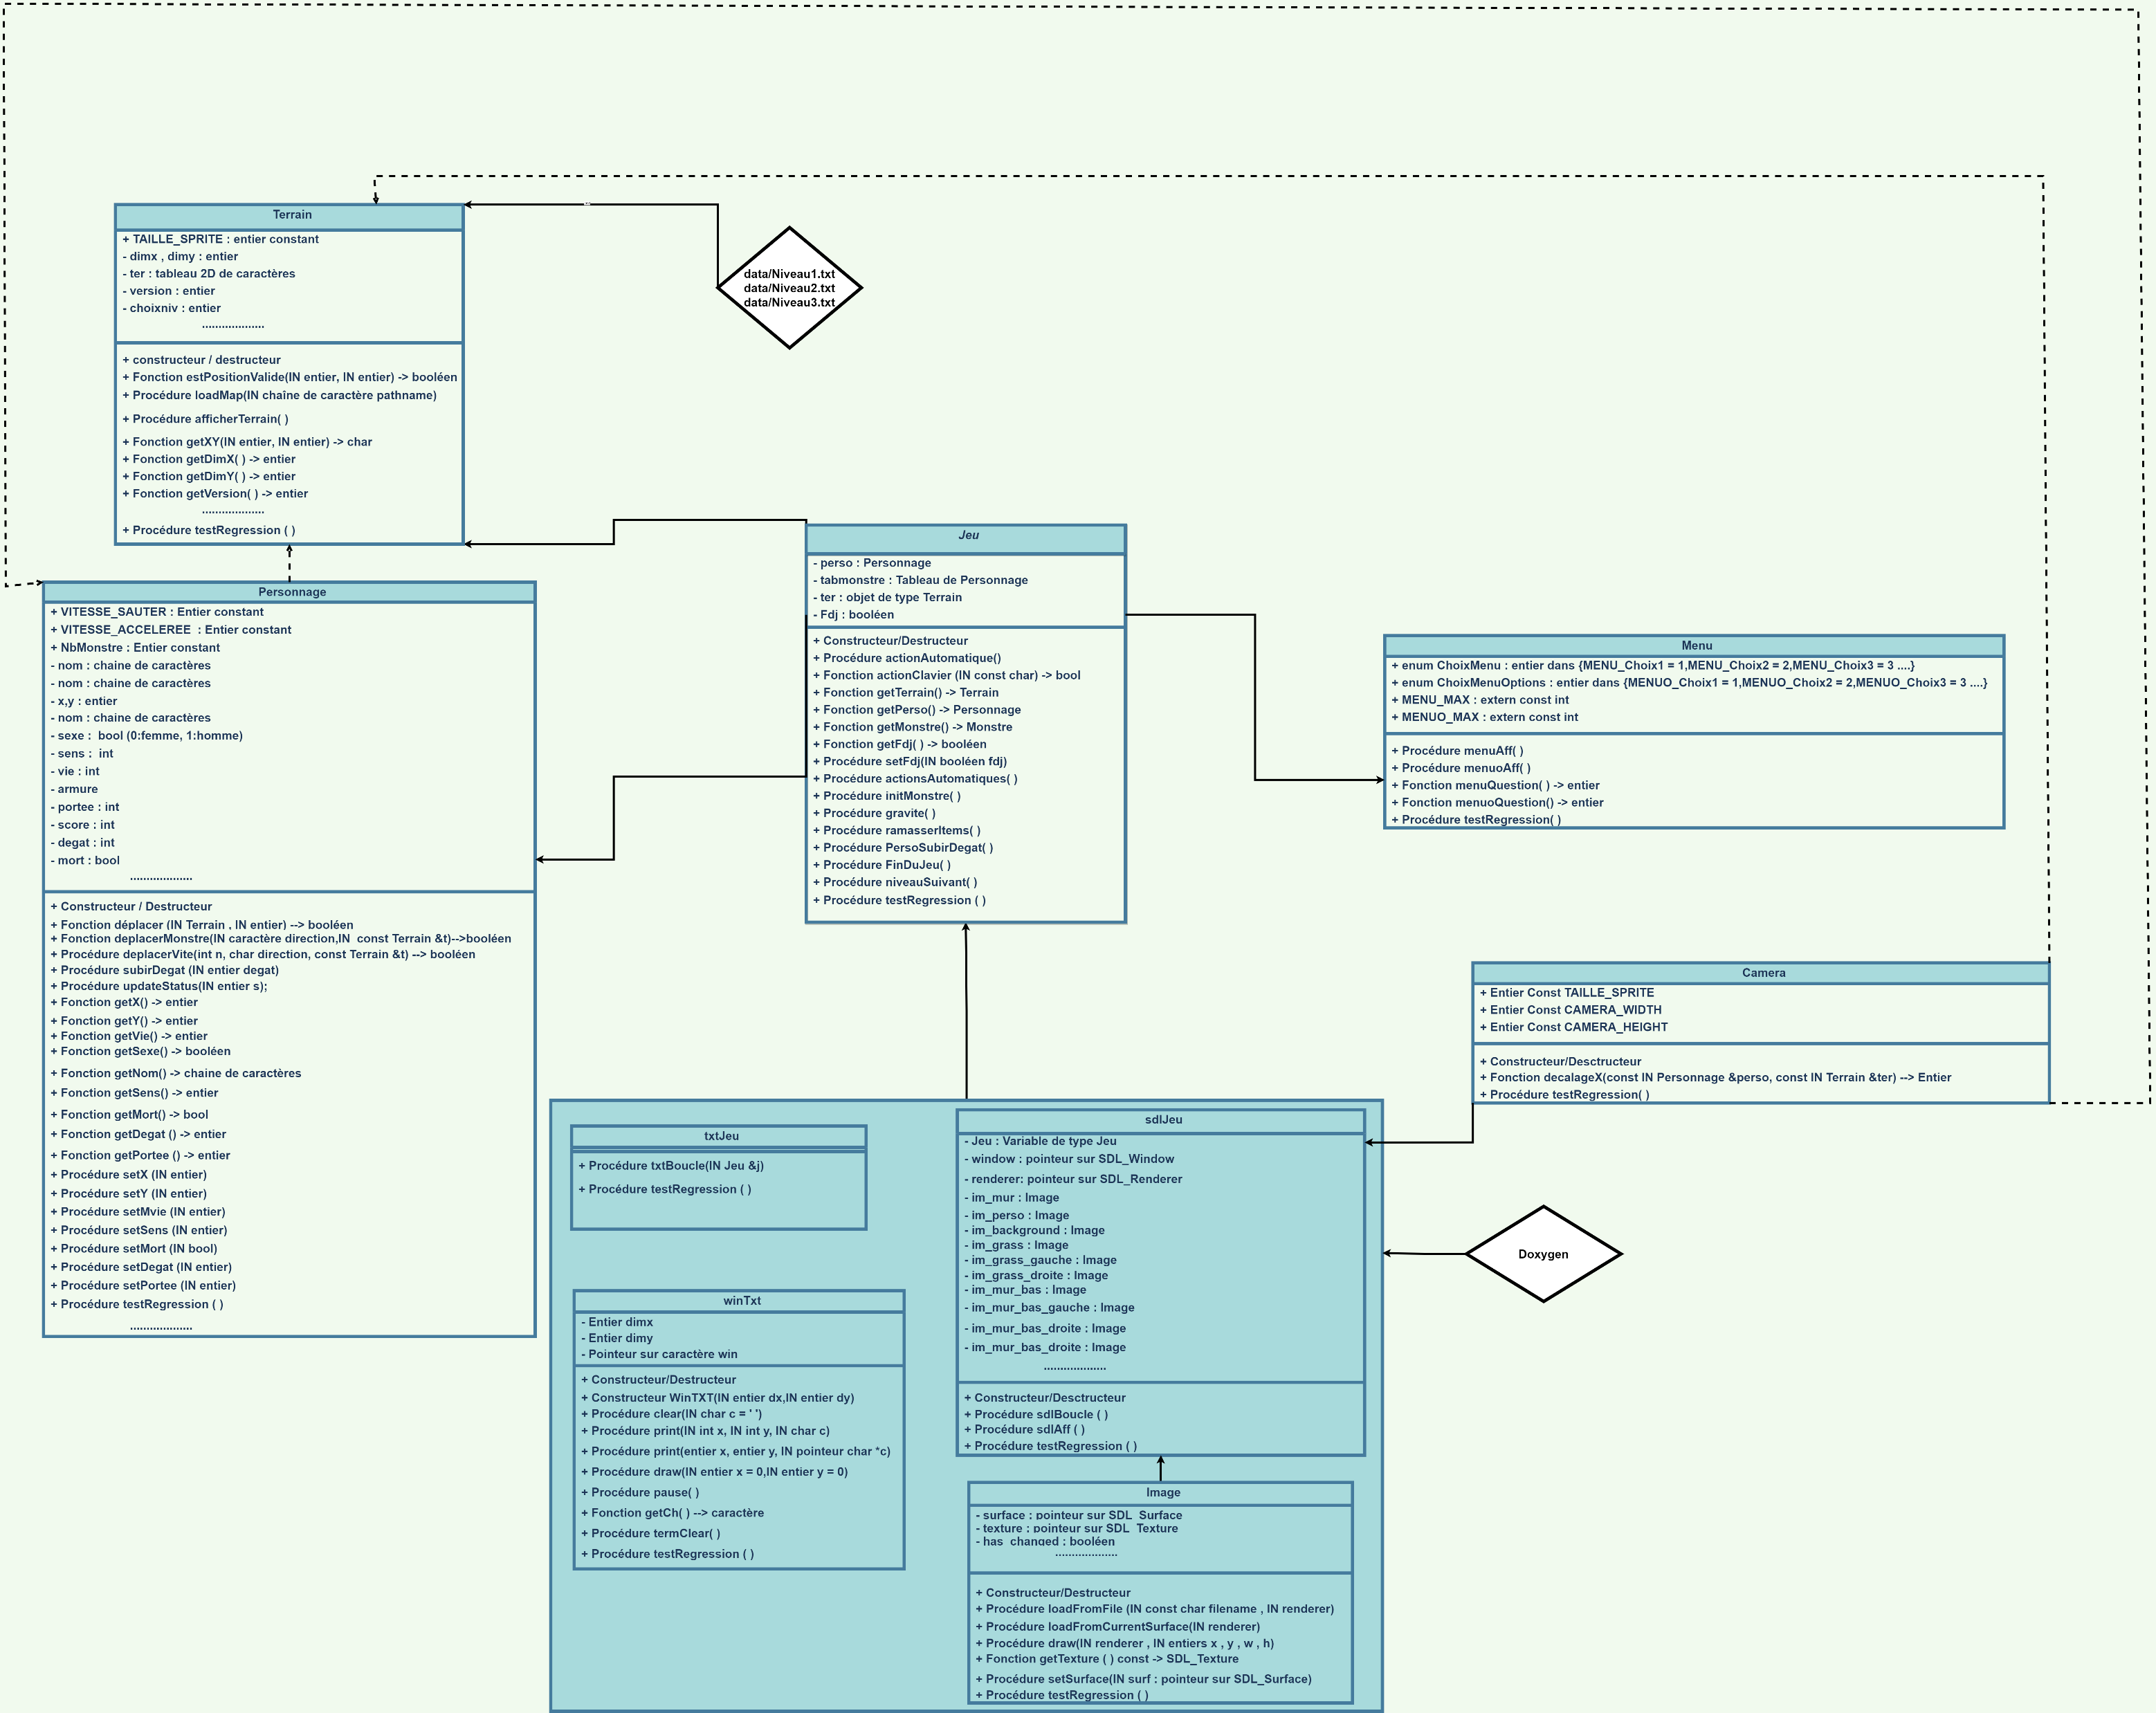 Terrain
+ TAILLE_SPRITE : entier constant
- dimx , dimy : entier
- ter : tableau 2D de caractères
- version : entier
- choixniv : entier
...................
+ constructeur / destructeur
+ Fonction estPositionValide(IN entier, IN entier) -> booléen
+ Procédure loadMap(IN chaîne de caractère pathname)
+ Procédure afficherTerrain( )
+ Fonction getXY(IN entier, IN entier) -> char
+ Fonction getDimX( ) -> entier
+ Fonction getDimY( ) -> entier
+ Fonction getVersion( ) -> entier
...................
+ Procédure testRegression ( )
data/Niveau1.txt
data/Niveau2.txt
data/Niveau3.txt
Personnage
+ VITESSE_SAUTER : Entier constant
+ VITESSE_ACCELEREE  : Entier constant
+ NbMonstre : Entier constant
- nom : chaine de caractères
- nom : chaine de caractères
- x,y : entier
- nom : chaine de caractères
- sexe :  bool (0:femme, 1:homme)
- sens :  int
- vie : int
- armure
- portee : int
- score : int
- degat : int
- mort : bool
...................
+ Constructeur / Destructeur
+ Fonction déplacer (IN Terrain , IN entier) --> booléen
+ Fonction deplacerMonstre(IN caractère direction,IN  const Terrain &t)-->booléen
+ Procédure deplacerVite(int n, char direction, const Terrain &t) --> booléen
+ Procédure subirDegat (IN entier degat)
+ Procédure updateStatus(IN entier s);
+ Fonction getX() -> entier
+ Fonction getY() -> entier
+ Fonction getVie() -> entier
+ Fonction getSexe() -> booléen
+ Fonction getNom() -> chaine de caractères
+ Fonction getSens() -> entier
+ Fonction getMort() -> bool
+ Fonction getDegat () -> entier
+ Fonction getPortee () -> entier
+ Procédure setX (IN entier)
+ Procédure setY (IN entier)
+ Procédure setMvie (IN entier)
+ Procédure setSens (IN entier)
+ Procédure setMort (IN bool)
+ Procédure setDegat (IN entier)
+ Procédure setPortee (IN entier)
+ Procédure testRegression ( )
...................
Jeu
- perso : Personnage
- tabmonstre : Tableau de Personnage
- ter : objet de type Terrain
- Fdj : booléen
+ Constructeur/Destructeur
+ Procédure actionAutomatique()
+ Fonction actionClavier (IN const char) -> bool
+ Fonction getTerrain() -> Terrain
+ Fonction getPerso() -> Personnage
+ Fonction getMonstre() -> Monstre
+ Fonction getFdj( ) -> booléen
+ Procédure setFdj(IN booléen fdj)
+ Procédure actionsAutomatiques( )
+ Procédure initMonstre( )
+ Procédure gravite( )
+ Procédure ramasserItems( )
+ Procédure PersoSubirDegat( )
+ Procédure FinDuJeu( )
+ Procédure niveauSuivant( )
+ Procédure testRegression ( )
Menu
+ enum ChoixMenu : entier dans {MENU_Choix1 = 1,MENU_Choix2 = 2,MENU_Choix3 = 3 ....}
+ enum ChoixMenuOptions : entier dans {MENUO_Choix1 = 1,MENUO_Choix2 = 2,MENUO_Choix3 = 3 ....}
+ MENU_MAX : extern const int
+ MENUO_MAX : extern const int
+ Procédure menuAff( )
+ Procédure menuoAff( )
+ Fonction menuQuestion( ) -> entier
+ Fonction menuoQuestion() -> entier
+ Procédure testRegression( )
Camera
+ Entier Const TAILLE_SPRITE
+ Entier Const CAMERA_WIDTH
+ Entier Const CAMERA_HEIGHT
+ Constructeur/Desctructeur
+ Fonction decalageX(const IN Personnage &perso, const IN Terrain &ter) --> Entier
+ Procédure testRegression( )
txtJeu
+ Procédure txtBoucle(IN Jeu &j)
+ Procédure testRegression ( )
winTxt
- Entier dimx
- Entier dimy
- Pointeur sur caractère win
+ Constructeur/Destructeur
+ Constructeur WinTXT(IN entier dx,IN entier dy)
+ Procédure clear(IN char c = ' ')
+ Procédure print(IN int x, IN int y, IN char c)
+ Procédure print(entier x, entier y, IN pointeur char *c)
+ Procédure draw(IN entier x = 0,IN entier y = 0)
+ Procédure pause( )
+ Fonction getCh( ) --> caractère
+ Procédure termClear( )
+ Procédure testRegression ( )
sdlJeu
- Jeu : Variable de type Jeu
- window : pointeur sur SDL_Window
- renderer: pointeur sur SDL_Renderer
- im_mur : Image
- im_perso : Image
- im_background : Image
- im_grass : Image
- im_grass_gauche : Image
- im_grass_droite : Image
- im_mur_bas : Image
- im_mur_bas_gauche : Image
- im_mur_bas_droite : Image
- im_mur_bas_droite : Image
...................
+ Constructeur/Desctructeur
+ Procédure sdlBoucle ( )
+ Procédure sdlAff ( )
+ Procédure testRegression ( )
Image
- surface : pointeur sur SDL_Surface
- texture : pointeur sur SDL_Texture
- has_changed : booléen
...................
+ Constructeur/Destructeur
+ Procédure loadFromFile (IN const char filename , IN renderer)
+ Procédure loadFromCurrentSurface(IN renderer)
+ Procédure draw(IN renderer , IN entiers x , y , w , h)
+ Fonction getTexture ( ) const -> SDL_Texture
+ Procédure setSurface(IN surf : pointeur sur SDL_Surface)
+ Procédure testRegression ( )
Doxygen